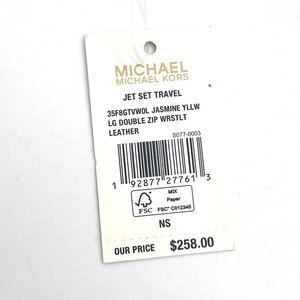 MICHAEL
MICHAEL KORS
JET SET TRAVEL
35F8GTVW0L JASMINE YLLW
LG DOUBLE ZIP WRSTLT
LEATHER
S077-0003
1 92877 27761 3
FSC
MIX
Paper
FSC® C012345
NS
OUR PRICE $258.00